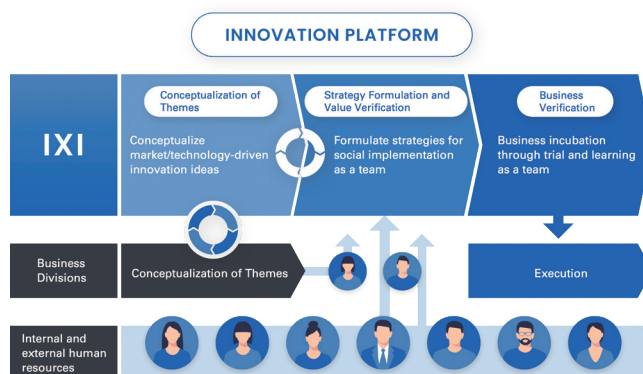 INNOVATION PLATFORM
IXI
Conceptualization of
Themes
Conceptualize
market/technology-driven
innovation ideas
Strategy Formulation and
Value Verification
Formulate strategies for
social implementation
as a team
Business
Verification
Business incubation
through trial and learning
as a team
Business
Divisions
Conceptualization of Themes
Execution
Internal and
external human
resources